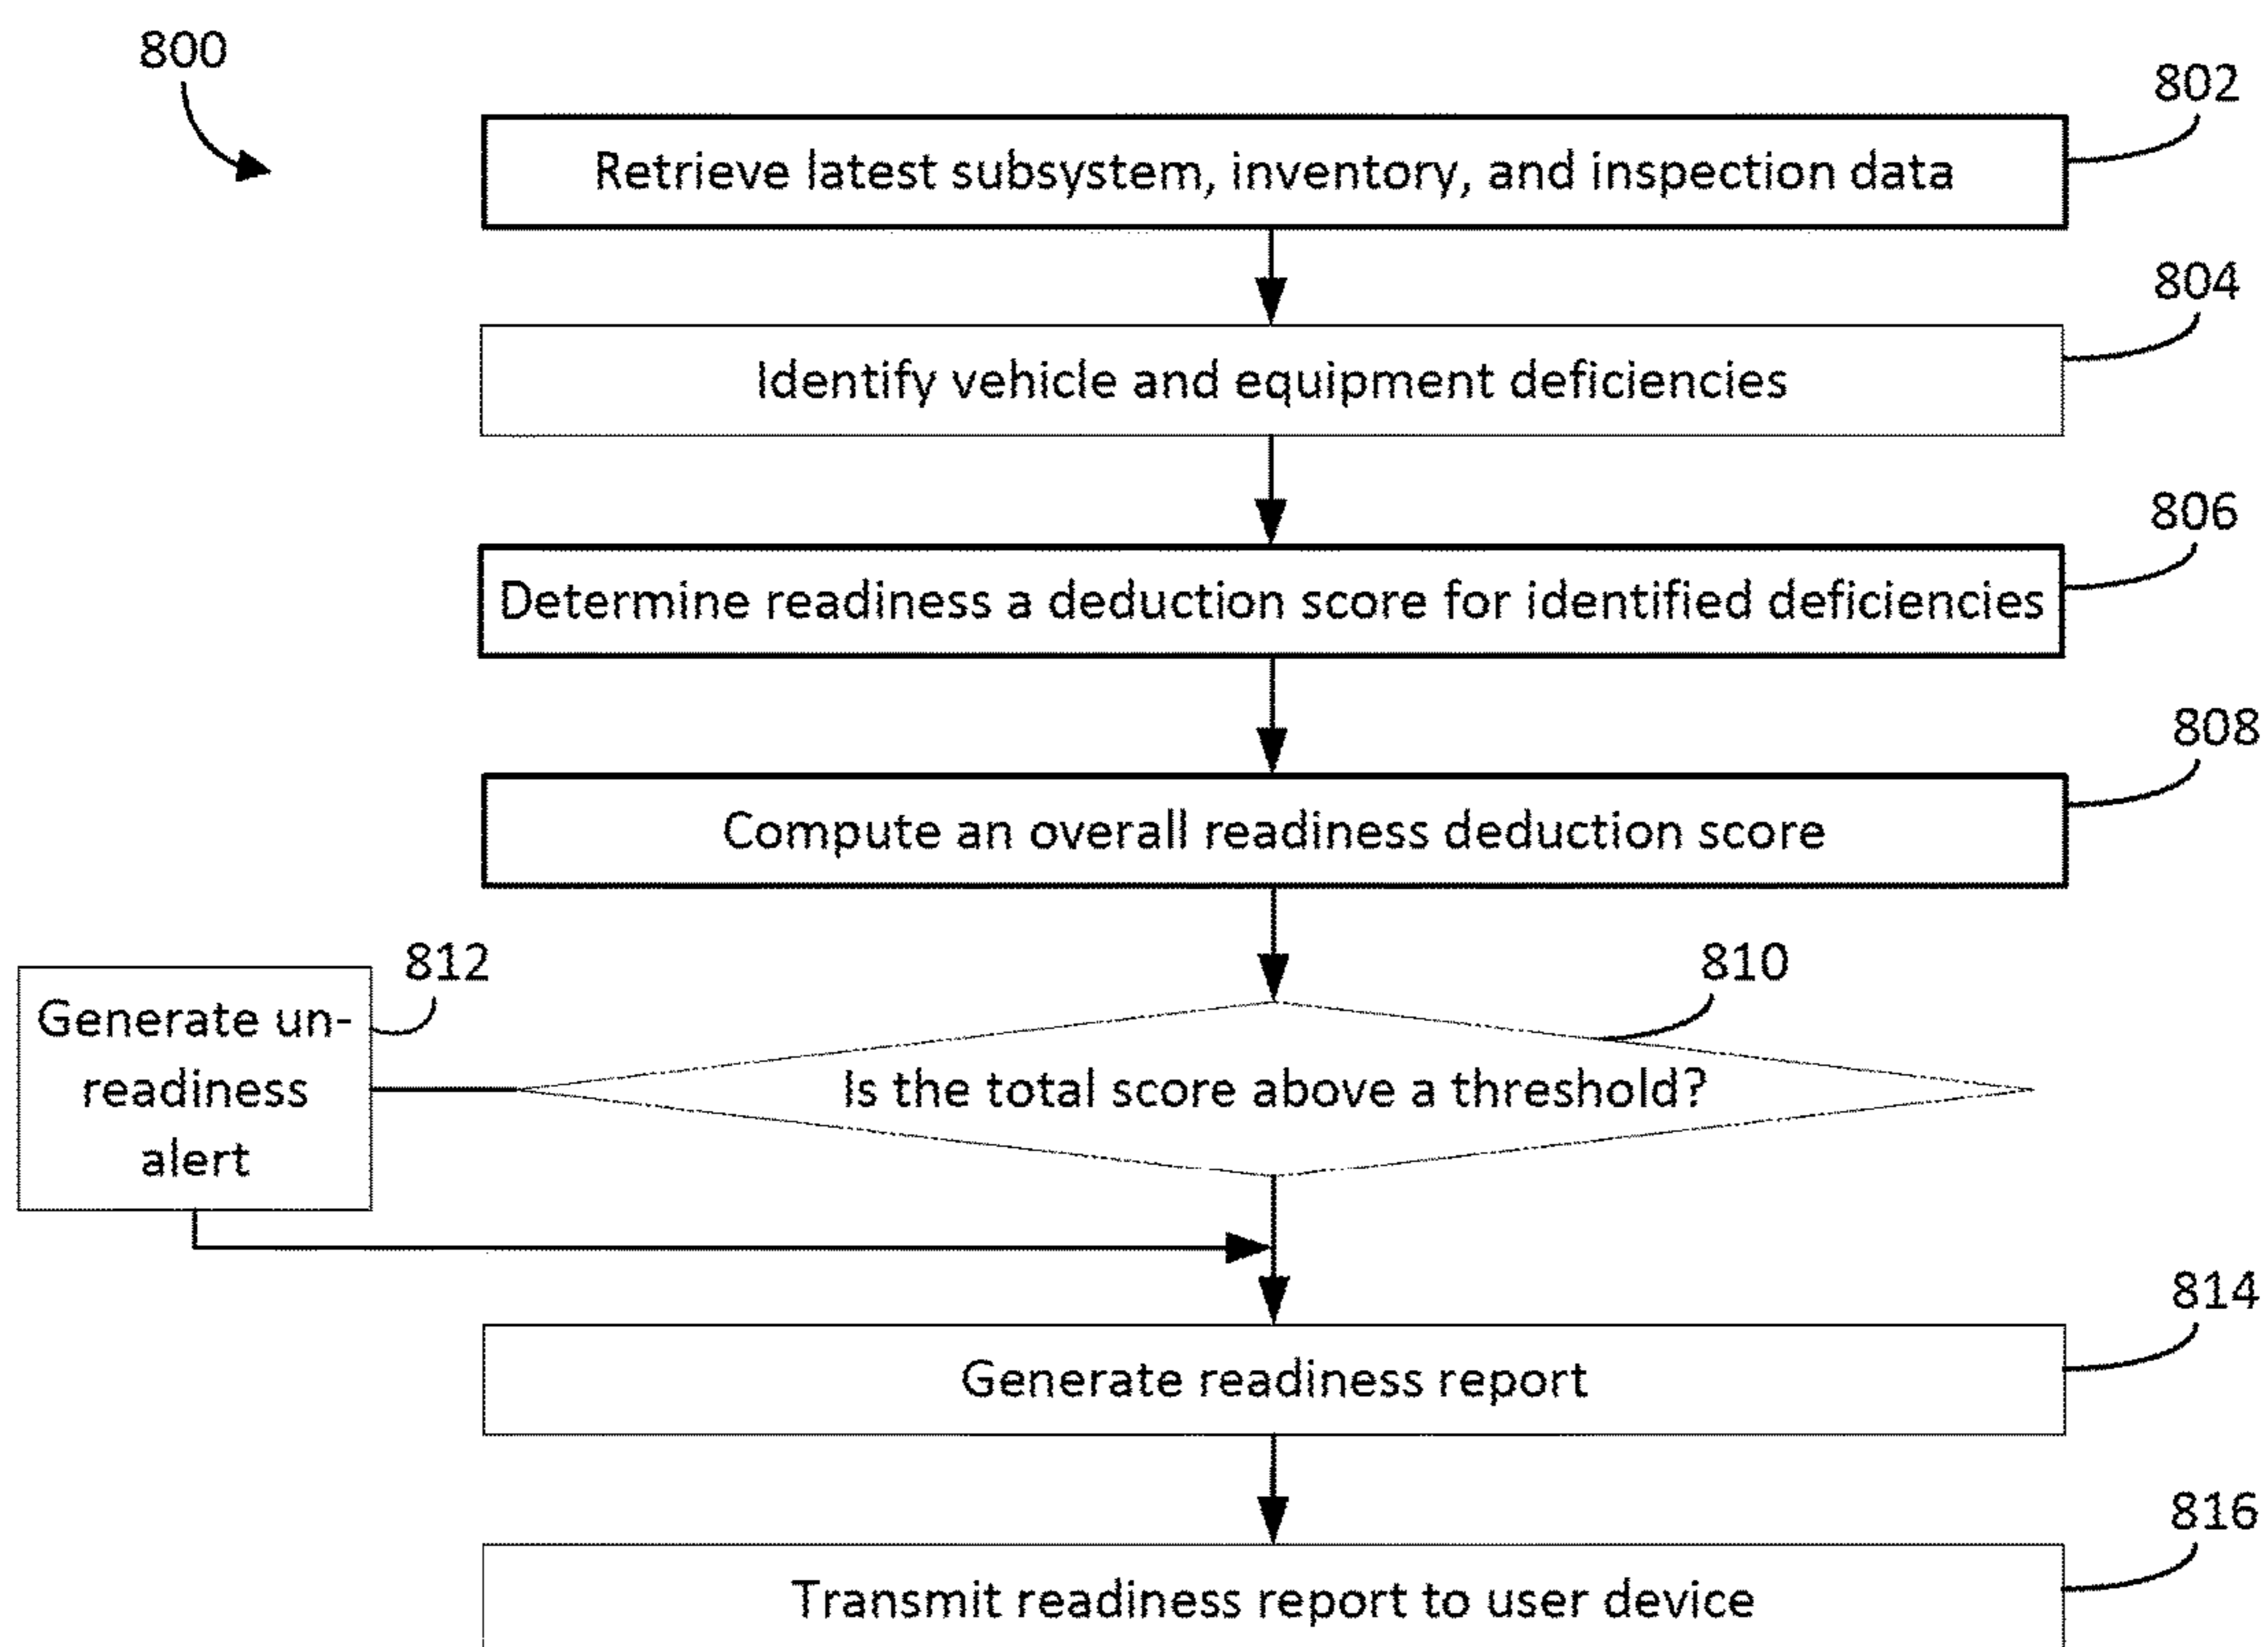 800
802
Retrieve latest subsystem, inventory, and inspection data
804
Identify vehicle and equipment deficiencies
806
Determine readiness a deduction score for identified deficiencies
808
Compute an overall readiness deduction score
812
810
Generate un-
readiness
alert
Is the total score above a threshold?
814
Generate readiness report
816
Transmit readiness report to user device